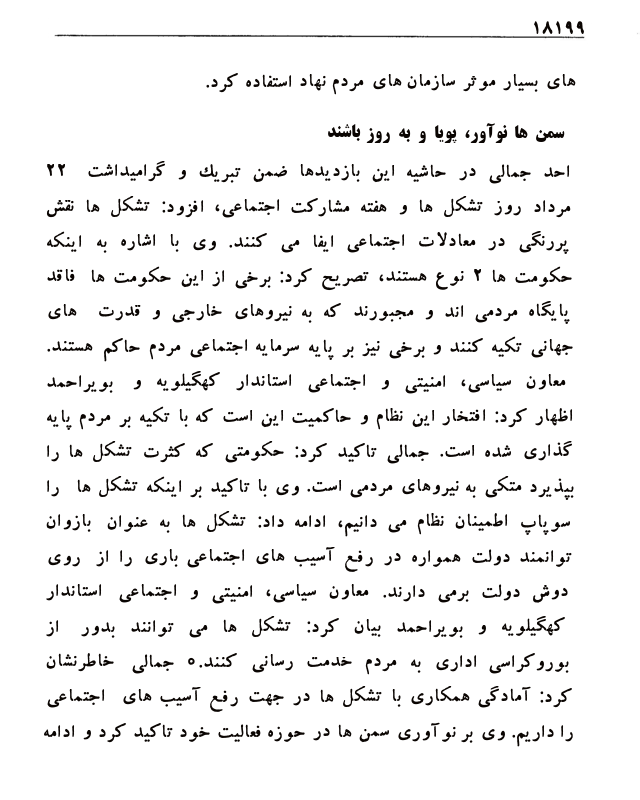 ۱۸۱۹۹
های بسیار موثر سازمان های مردم نهاد استفاده کرد.
سمن ها نوآور، پویا و به روز باشند
احد جمالی در حاشیه این بازدیدها ضمن تبریك و گرامیداشت ۲۲
مرداد روز تشکل ها و هفته مشارکت اجتماعی، افزود: تشکل ها نقش
پررنگی در معادلات اجتماعی ایفا می کنند. وی با اشاره به اینکه
حکومت ها ۲ نوع هستند، تصریح کرد: برخی از این حکومت ها فاقد
پایگاه مردمی اند و مجبورند که به نیروهای خارجی و قدرت های
جهانی تکیه کنند و برخی نیز بر پایه سرمایه اجتماعی مردم حاکم هستند.
معاون سیاسی، امنیتی و اجتماعی استاندار کهگیلویه و بویراحمد
اظهار کرد: افتخار این نظام و حاکمیت این است که با تکیه بر مردم پایه
گذاری شده است. جمالی تاکید کرد: حکومتی که کثرت تشکل ها را
بپذیرد متکی به نیروهای مردمی است. وی با تاکید بر اینکه تشکل ها را
سوپاپ اطمینان نظام می دانیم، ادامه داد: تشکل ها به عنوان بازوان
توانمند دولت همواره در رفع آسیب های اجتماعی باری را از روی
دوش دولت برمی دارند. معاون سیاسی، امنیتی و اجتماعی استاندار
کهگیلویه و بویراحمد بیان کرد: تشکل ها می توانند بدور از
بوروکراسی اداری به مردم خدمت رسانی کنند.٥ جمالی خاطرنشان
کرد: آمادگی همکاری با تشکل ها در جهت رفع آسیب های اجتماعی
را داریم. وی بر نوآوری سمن ها در حوزه فعالیت خود تاکید کرد و ادامه